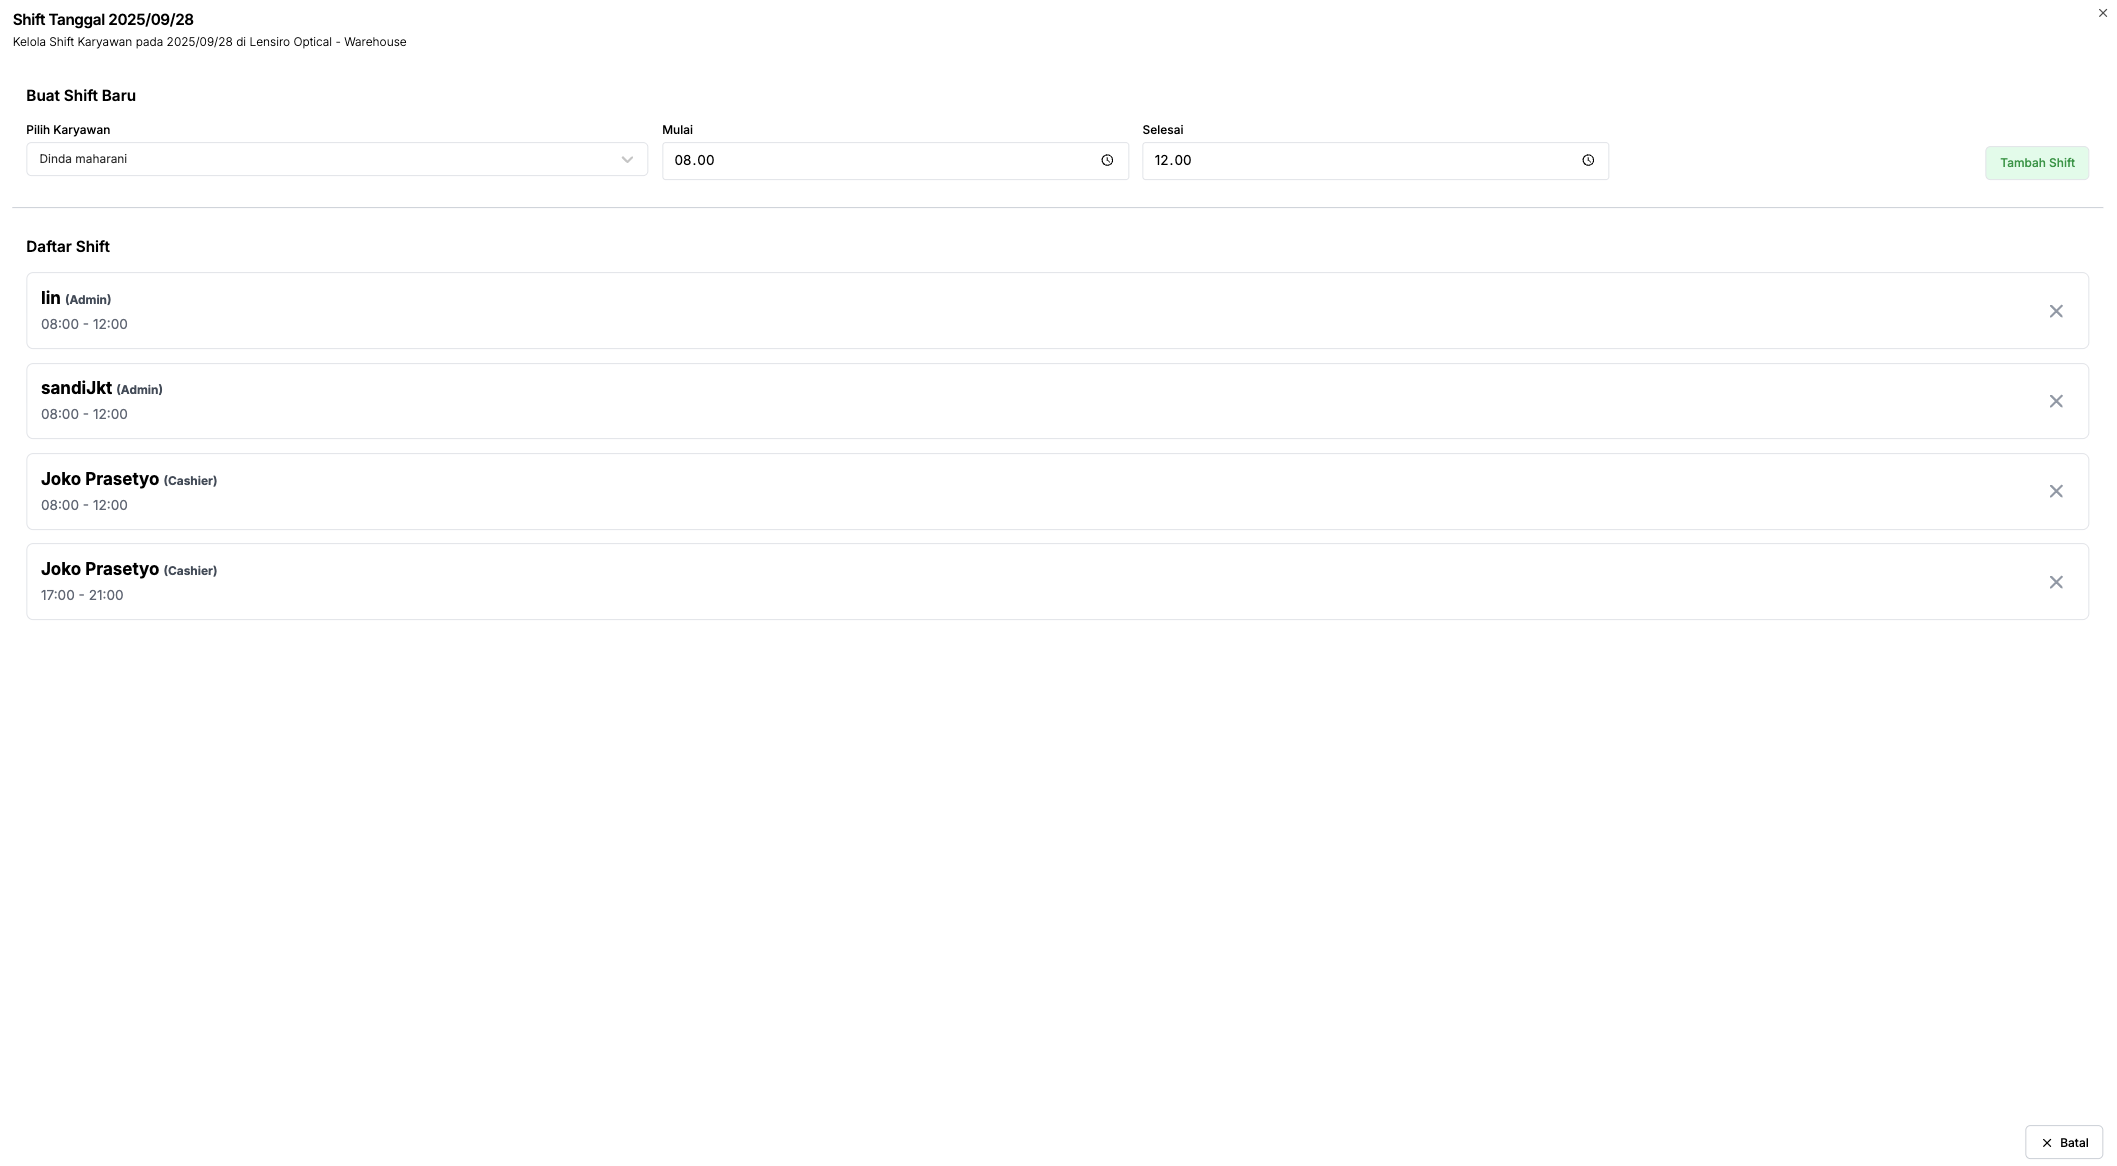 Shift Tanggal 2025/09/28
Kelola Shift Karyawan pada 2025/09/28 di Lensiro Optical - Warehouse
Buat Shift Baru
Pilih Karyawan
Mulai
Selesai
Dinda maharani
08.00
12.00
Tambah Shift
Daftar Shift
Iin (Admin)
08:00 - 12:00
sandiJkt (Admin)
08:00 - 12:00
Joko Prasetyo (Cashier)
08:00 - 12:00
Joko Prasetyo (Cashier)
17:00 - 21:00
Batal